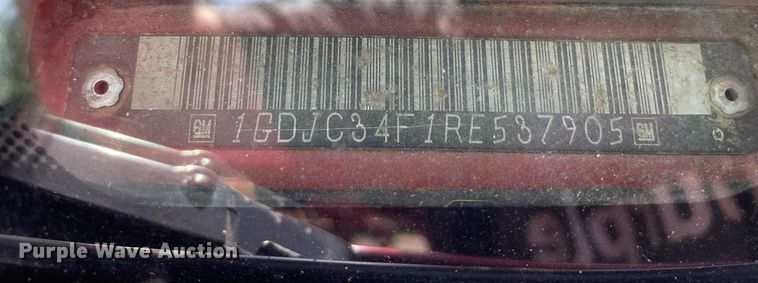 GM 1GDJC34F1RE537905 GM
Purple Wave Auction